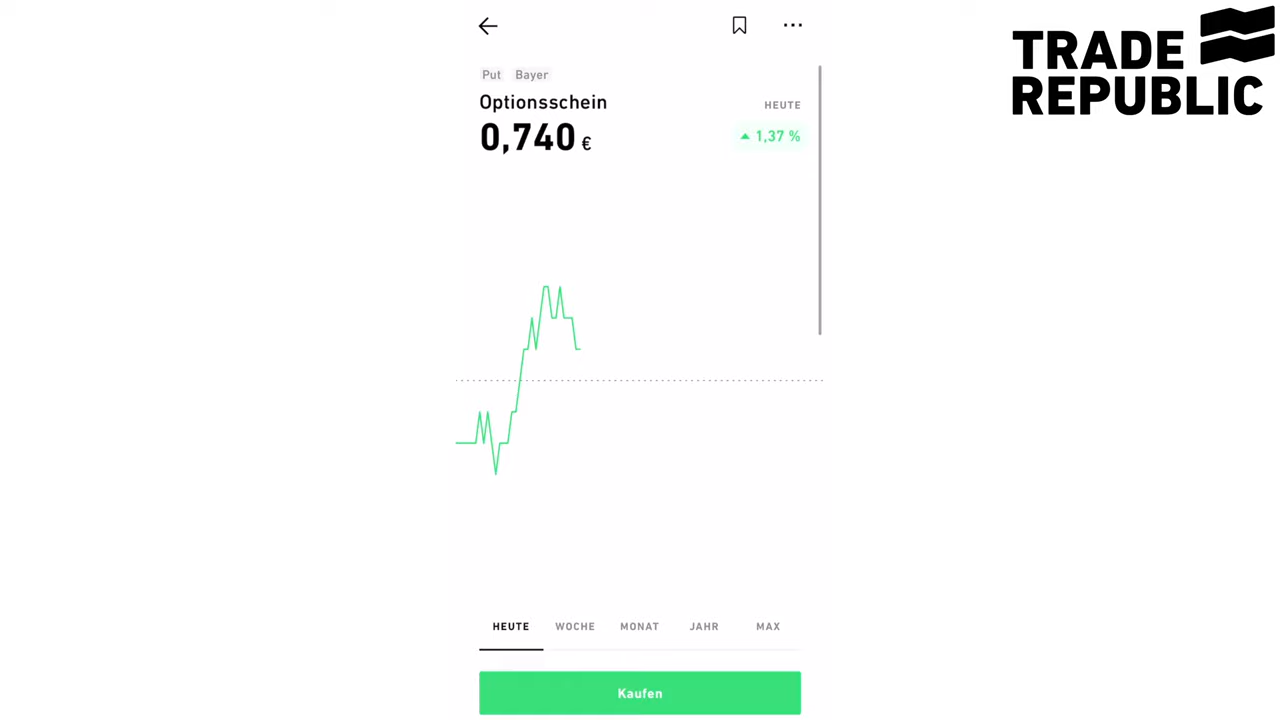 TRADE
REPUBLIC
Put Bayer
Optionsschein
HEUTE
0,740 €
1,37 %
HEUTE WOCHE MONAT JAHR MAX
Kaufen